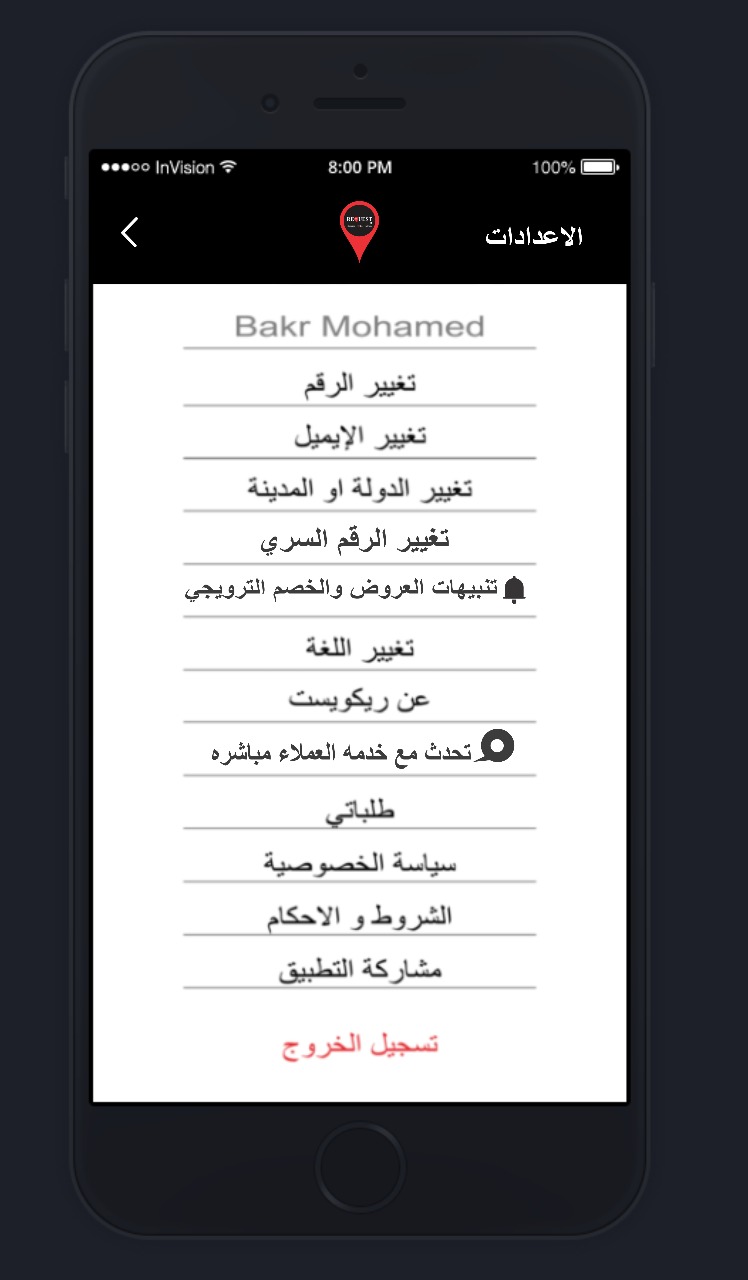 InVision
8:00 PM
100%
REQUEST
الاعدادات
Bakr Mohamed
تغيير الرقم
تغيير الإيميل
تغيير الدولة او المدينة
تغيير الرقم السري
تنبيهات العروض والخصم الترويجي
تغيير اللغة
عن ريكويست
تحدث مع خدمه العملاء مباشره
طلباتي
سياسة الخصوصية
الشروط و الاحكام
مشاركة التطبيق
تسجيل الخروج